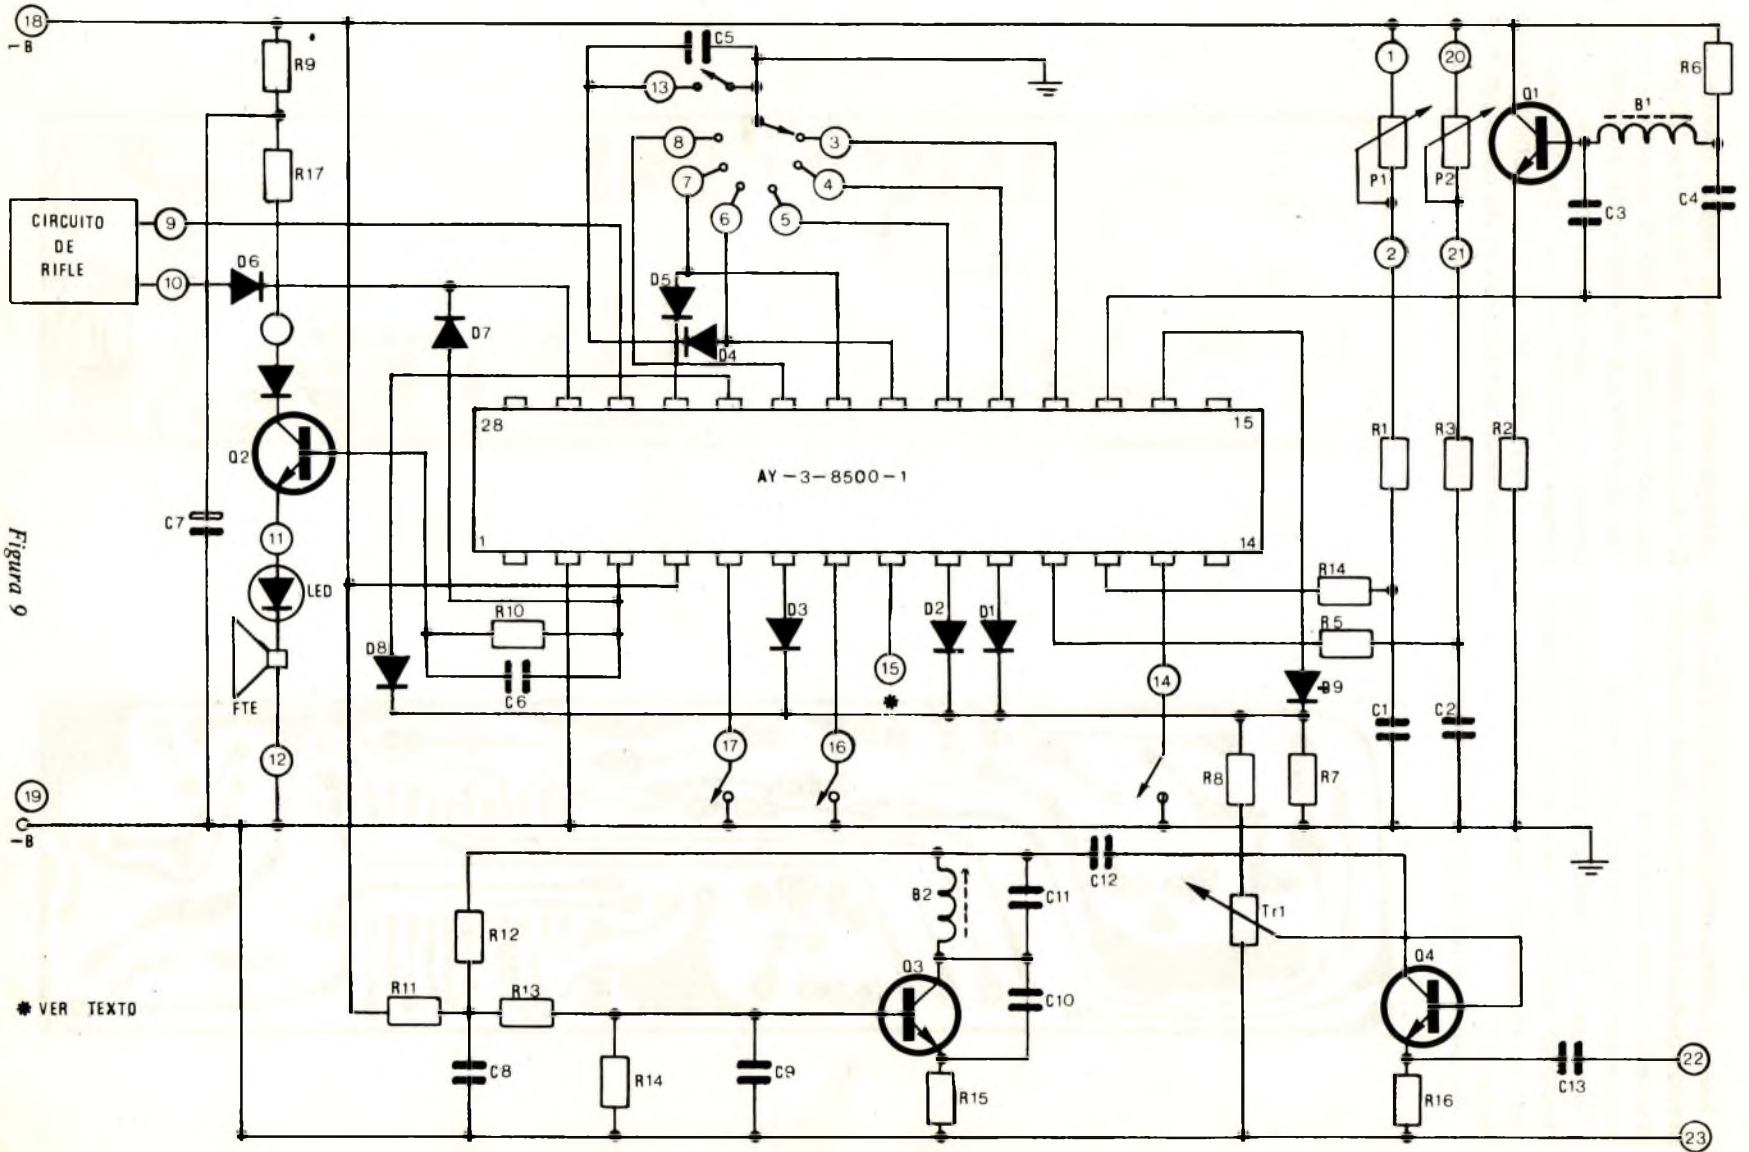 18
-B
R9
C5
13
1
20
R6
Q1
B1
8
3
R17
7
4
P1
P2
C3
C4
6
5
CIRCUITO
DE
RIFLE
9
10
D6
2
21
D5
D7
D4
28
15
R1
R3
R2
Q2
AY-3-8500-1
C7
11
1
14
Figura 9
LED
R14
R10
D3
D2
D1
R5
D8
C6
15
*
14
D9
FTE
C1
C2
17
16
12
R8
R7
19
-B
C12
B2
C11
Tr1
R12
Q3
Q4
R11
R13
C10
* VER TEXTO
C8
R14
C9
R15
R16
C13
22
23